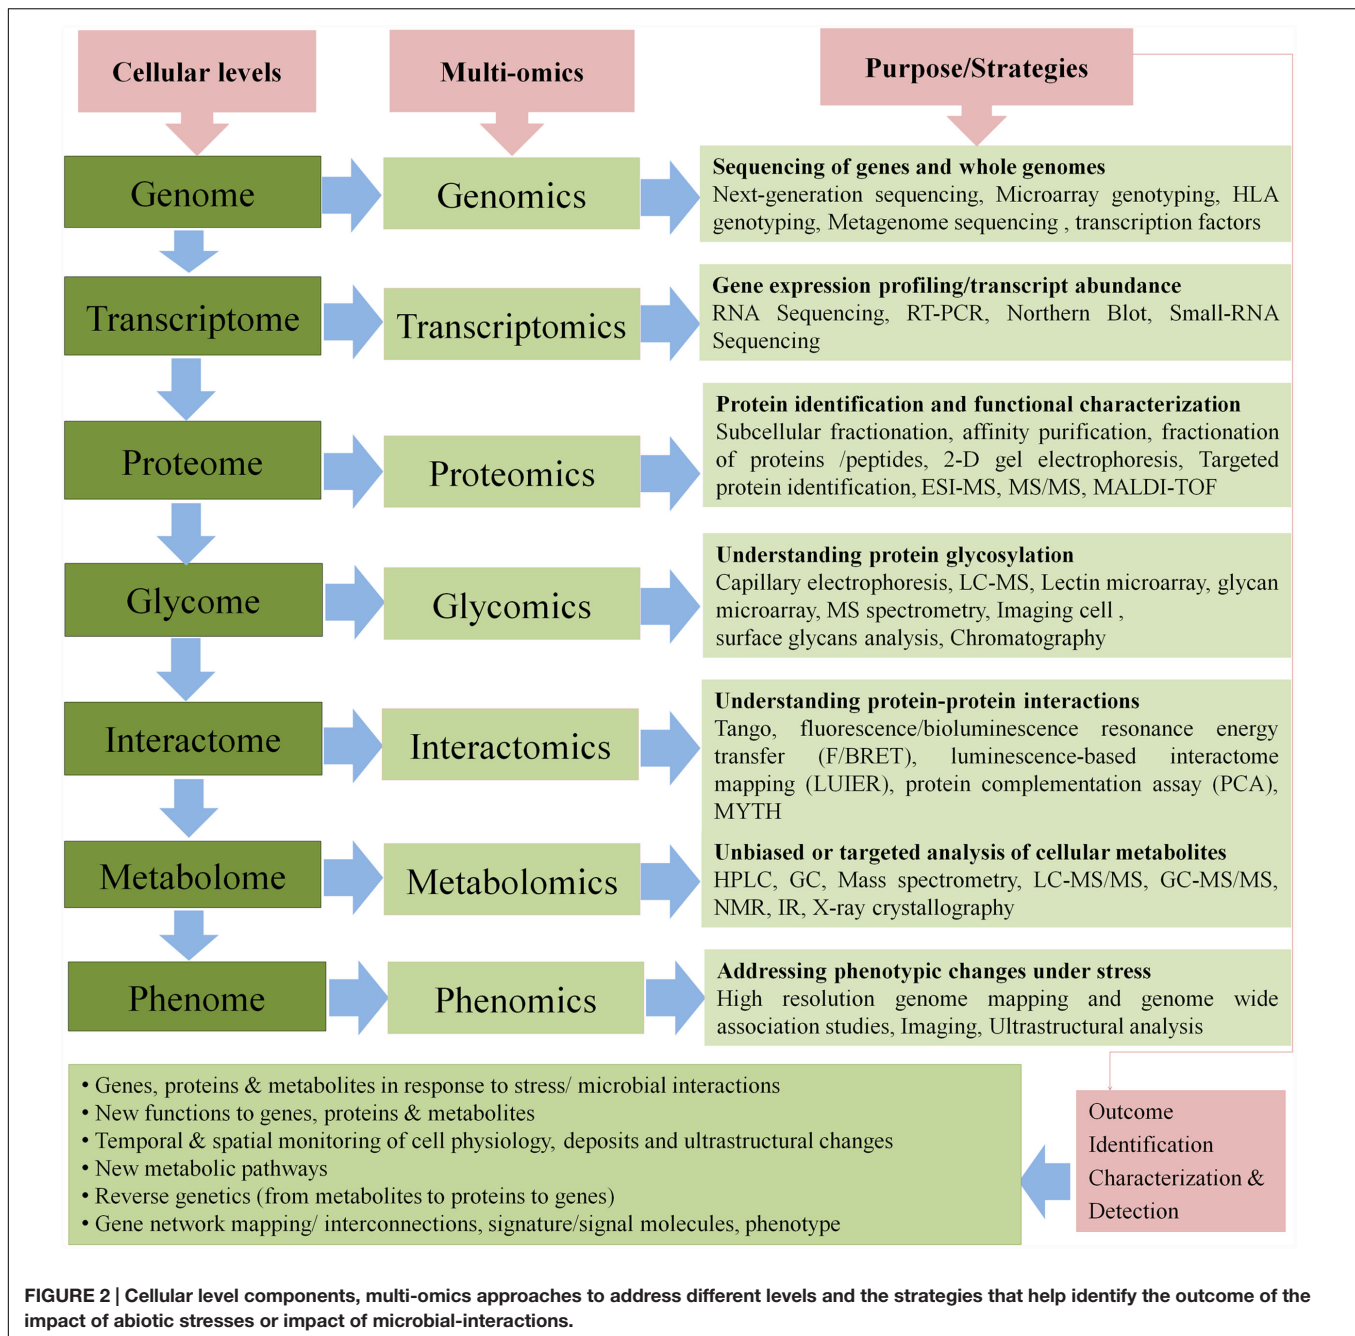 Cellular levels
Multi-omics
Purpose/Strategies
Genome
Genomics
Sequencing of genes and whole genomes
Next-generation sequencing, Microarray genotyping, HLA
genotyping, Metagenome sequencing , transcription factors
Transcriptome
Transcriptomics
Gene expression profiling/transcript abundance
RNA Sequencing, RT-PCR, Northern Blot, Small-RNA
Sequencing
Proteome
Proteomics
Protein identification and functional characterization
Subcellular fractionation, affinity purification, fractionation
of proteins /peptides, 2-D gel electrophoresis, Targeted
protein identification, ESI-MS, MS/MS, MALDI-TOF
Glycome
Glycomics
Understanding protein glycosylation
Capillary electrophoresis, LC-MS, Lectin microarray, glycan
microarray, MS spectrometry, Imaging cell ,
surface glycans analysis, Chromatography
Interactome
Interactomics
Understanding protein-protein interactions
Tango, fluorescence/bioluminescence resonance energy
transfer (F/BRET), luminescence-based interactome
mapping (LUIER), protein complementation assay (PCA),
MYTH
Metabolome
Metabolomics
Unbiased or targeted analysis of cellular metabolites
HPLC, GC, Mass spectrometry, LC-MS/MS, GC-MS/MS,
NMR, IR, X-ray crystallography
Phenome
Phenomics
Addressing phenotypic changes under stress
High resolution genome mapping and genome wide
association studies, Imaging, Ultrastructural analysis
• Genes, proteins & metabolites in response to stress/ microbial interactions
• New functions to genes, proteins & metabolites
• Temporal & spatial monitoring of cell physiology, deposits and ultrastructural changes
• New metabolic pathways
• Reverse genetics (from metabolites to proteins to genes)
• Gene network mapping/ interconnections, signature/signal molecules, phenotype
Outcome
Identification
Characterization &
Detection
FIGURE 2 | Cellular level components, multi-omics approaches to address different levels and the strategies that help identify the outcome of the
impact of abiotic stresses or impact of microbial-interactions.